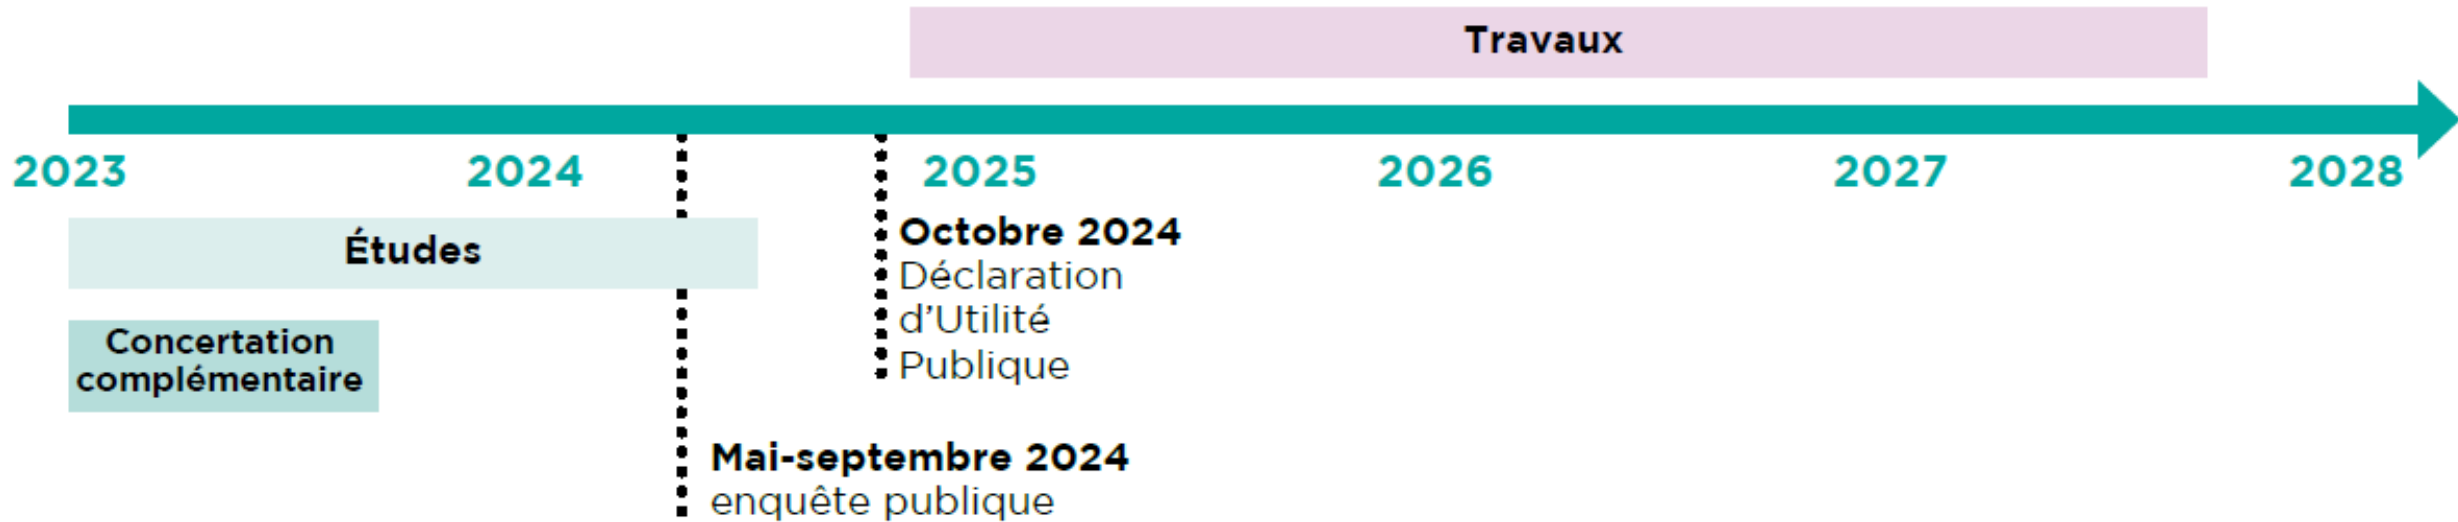 Travaux
2023 2024 2025 2026 2027 2028
Études
Concertation
complémentaire
Octobre 2024
Déclaration
d'Utilité
Publique
Mai-septembre 2024
enquête publique